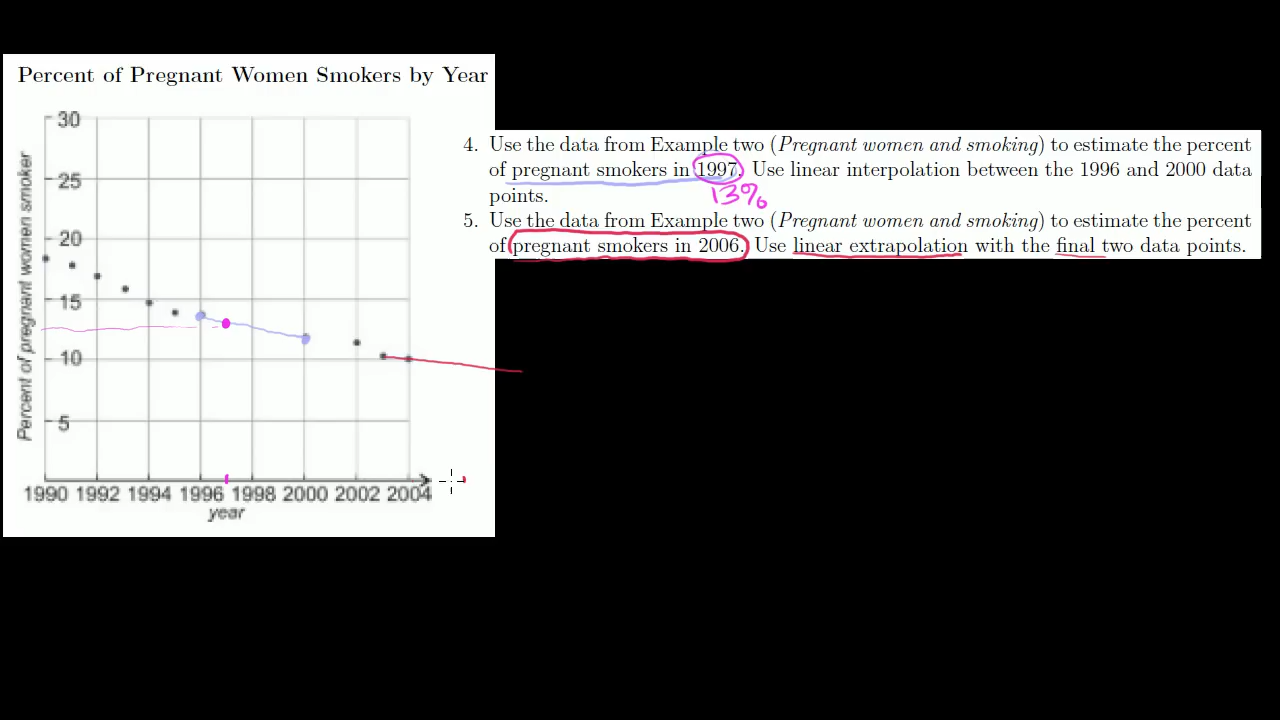 Percent of Pregnant Women Smokers by Year
30
25
20
15
10
5
Percent of pregnant women smoker
1990 1992 1994 1996 1998 2000 2002 2004
year
4. Use the data from Example two (Pregnant women and smoking) to estimate the percent
of pregnant smokers in 1997. Use linear interpolation between the 1996 and 2000 data
points.
13%
5. Use the data from Example two (Pregnant women and smoking) to estimate the percent
of pregnant smokers in 2006. Use linear extrapolation with the final two data points.